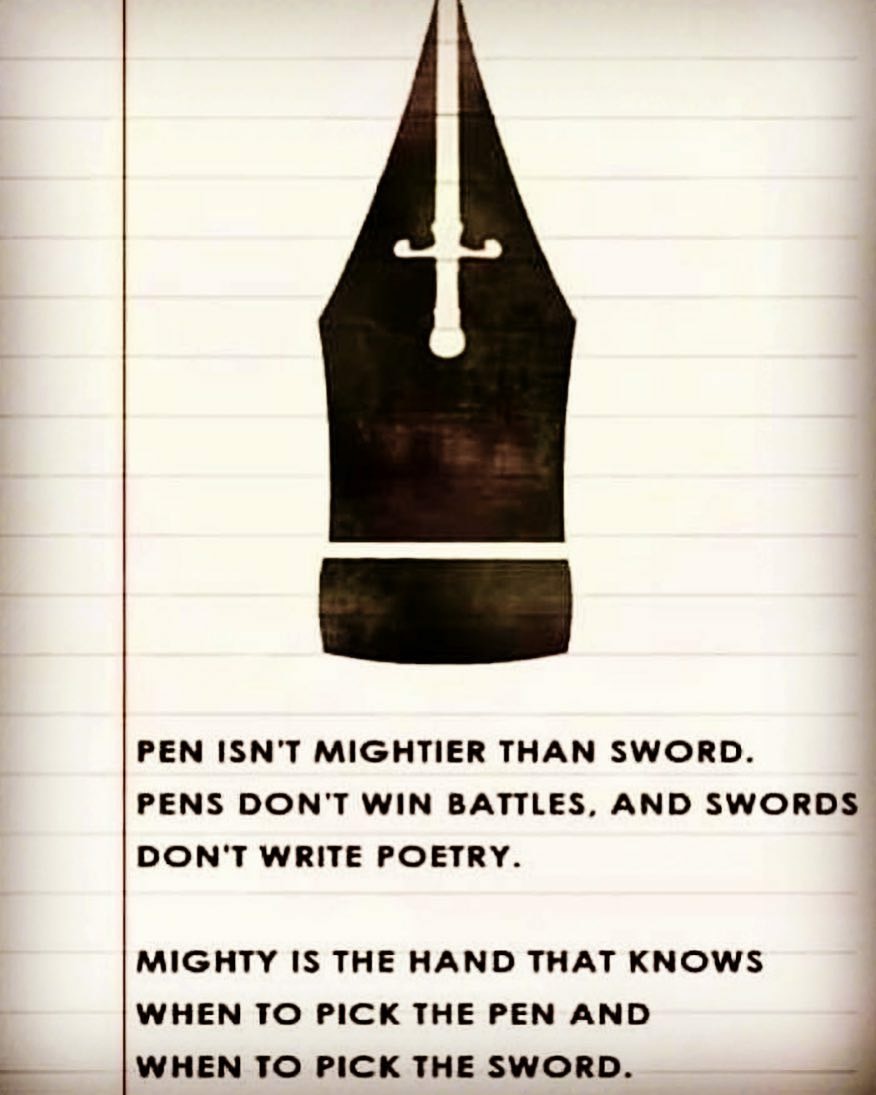 PEN ISN'T MIGHTIER THAN SWORD.
PENS DON'T WIN BATTLES, AND SWORDS
DON'T WRITE POETRY.
MIGHTY IS THE HAND THAT KNOWS
WHEN TO PICK THE PEN AND
WHEN TO PICK THE SWORD.